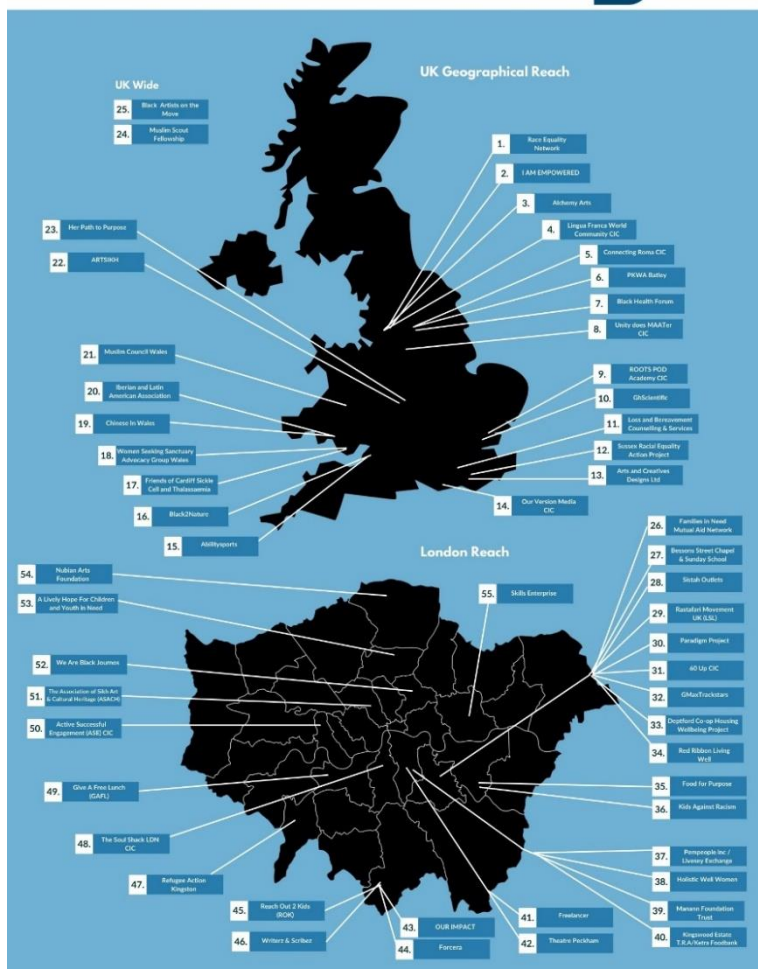 UK Geographical Reach
UK Wide
25. Black Artists on the
Move
24. Muslim Scout
Fellowship
1. Race Equality
Network
2. I AM EMPOWERED
3. Alchemy Arts
4. Lingua Franca World
Community CIC
5. Connecting Roma CIC
6. PKWA Batley
7. Black Health Forum
8. Unity does MAATer
CIC
23. Her Path to Purpose
22. ARTSIKH
21. Muslim Council Wales
20. Iberian and Latin
American Association
19. Chinese In Wales
18. Women Seeking Sanctuary
Advocacy Group Wales
17. Friends of Cardiff Sickle
Cell and Thalassaemia
16. Black2Nature
15. Abilitysports
9. ROOTS POD
Academy CIC
10. GhScientific
11. Loss and Bereavement
Counselling & Services
12. Sussex Racial Equality
Action Project
13. Arts and Creatives
Designs Ltd
14. Our Version Media
CIC
London Reach
54. Nubian Arts
Foundation
53. A Lively Hope For Children
and Youth in Need
52. We Are Black Journos
51. The Association of Sikh Art
& Cultural Heritage (ASACH)
50. Active Successful
Engagement (ASE) CIC
49. Give A Free Lunch
(GAFL)
48. The Soul Shack LDN
CIC
47. Refugee Action
Kingston
45. Reach Out 2 Kids
(ROK)
46. Writerz & Scribez
43. OUR IMPACT
44. Forcera
41. Freelancer
42. Theatre Peckham
55. Skills Enterprise
26. Families In Need
Mutual Aid Network
27. Bessons Street Chapel
& Sunday School
28. Sistah Outlets
29. Rastafari Movement
UK (LSL)
30. Paradigm Project
31. 60 Up CIC
32. GMaxTrackstars
33. Deptford Co-op Housing
Wellbeing Project
34. Red Ribbon Living
Well
35. Food for Purpose
36. Kids Against Racism
37. Pempeople inc /
Livesey Exchange
38. Holistic Well Women
39. Manann Foundation
Trust
40. Kingswood Estate
T.R.A/Ketra Foodbank